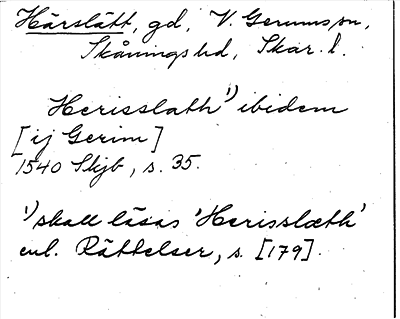 Härslätt, gd, V. Gerumssn,
Skånings hd, Skar. l.
Herisslath¹⁾ ibidem
[ij Gerim]
1540 Skjb, s. 35.
¹⁾ skall läsas 'Herisslæth'
enl. Rättelser, s. [179].